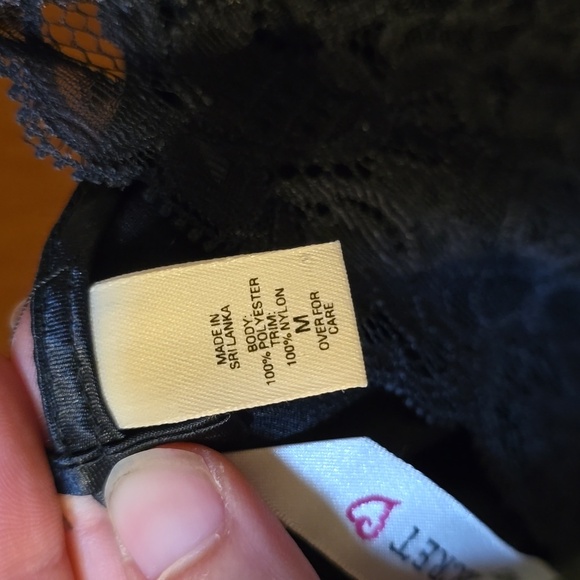 MADE IN
SRI LANKA
BODY:
POLYESTER
100% TRIM:
100% NYLON
M
OVER FOR
CARE